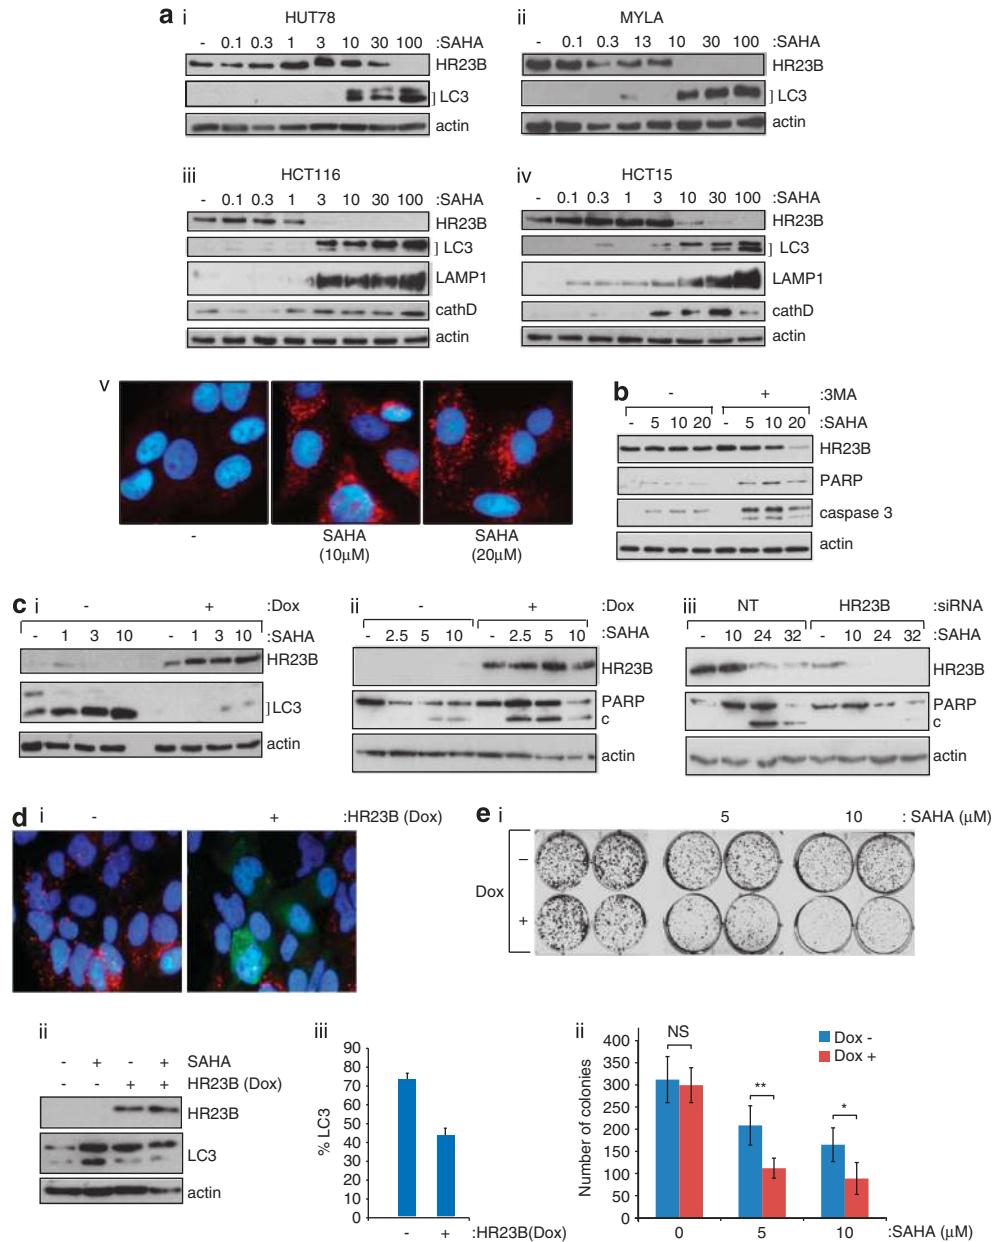 a i HUT78
- 0.1 0.3 1 3 10 30 100 :SAHA
HR23B
] LC3
actin
ii MYLA
- 0.1 0.3 13 10 30 100 :SAHA
HR23B
] LC3
actin
iii HCT116
- 0.1 0.3 1 3 10 30 100 :SAHA
HR23B
] LC3
LAMP1
cathD
actin
iv HCT15
- 0.1 0.3 1 3 10 30 100 :SAHA
HR23B
] LC3
LAMP1
cathD
actin
v
-
SAHA
(10μM)
SAHA
(20μM)
b - + :3MA
- 5 10 20 - 5 10 20 :SAHA
HR23B
PARP
caspase 3
actin
c i - + :Dox
- 1 3 10 - 1 3 10 :SAHA
HR23B
]LC3
actin
ii - + :Dox
- 2.5 5 10 - 2.5 5 10 :SAHA
HR23B
PARP
c
actin
iii NT HR23B :siRNA
- 10 24 32 - 10 24 32 :SAHA
HR23B
PARP
c
actin
d i - + :HR23B (Dox)
ii
- + - + SAHA
- - + + HR23B (Dox)
HR23B
LC3
actin
iii
90
80
70
60
50
40
30
20
10
0
% LC3
- + :HR23B(Dox)
e i 5 10 : SAHA (μM)
Dox
–
+
ii
Number of colonies
400
350
300
250
200
150
100
50
0
NS
**
*
Dox -
Dox +
0 5 10 :SAHA (μM)